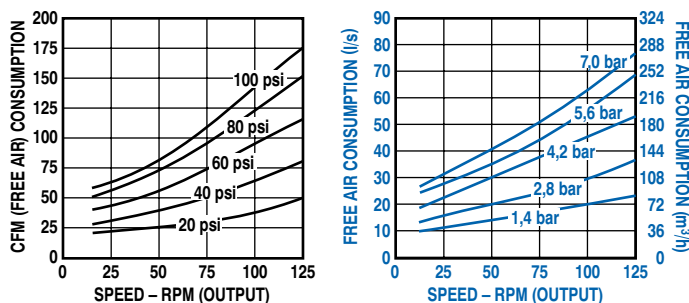 CFM (FREE AIR) CONSUMPTION
200
175
150
125
100
75
50
25
0
100 psi
80 psi
60 psi
40 psi
20 psi
0 25 50 75 100 125
SPEED – RPM (OUTPUT)
FREE AIR CONSUMPTION (l/s)
90
80
70
60
50
40
30
20
10
0
7,0 bar
5,6 bar
4,2 bar
2,8 bar
1,4 bar
0 25 50 75 100 125
SPEED – RPM (OUTPUT)
324
288
252
216
180
144
108
72
36
0
FREE AIR CONSUMPTION (m³/h)